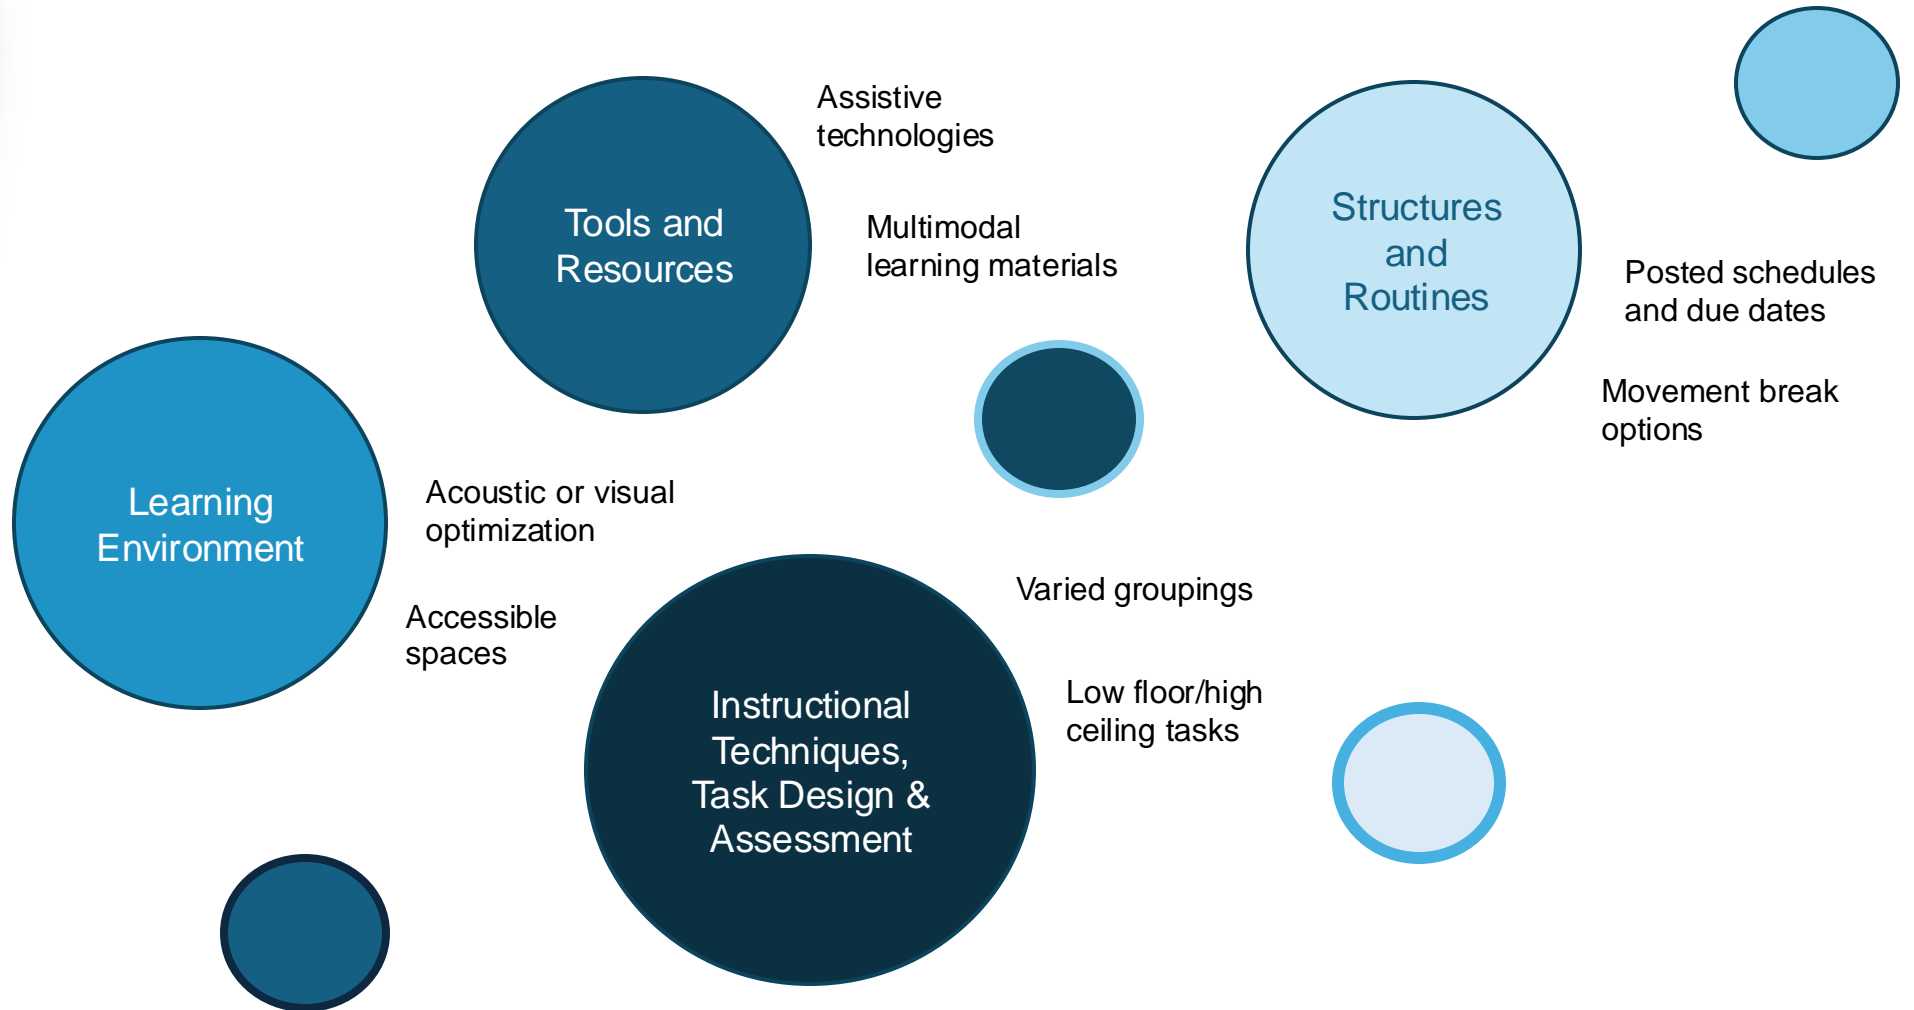 Learning
Environment
Acoustic or visual
optimization
Accessible
spaces
Tools and
Resources
Assistive
technologies
Multimodal
learning materials
Instructional
Techniques,
Task Design &
Assessment
Varied groupings
Low floor/high
ceiling tasks
Structures
and
Routines
Posted schedules
and due dates
Movement break
options